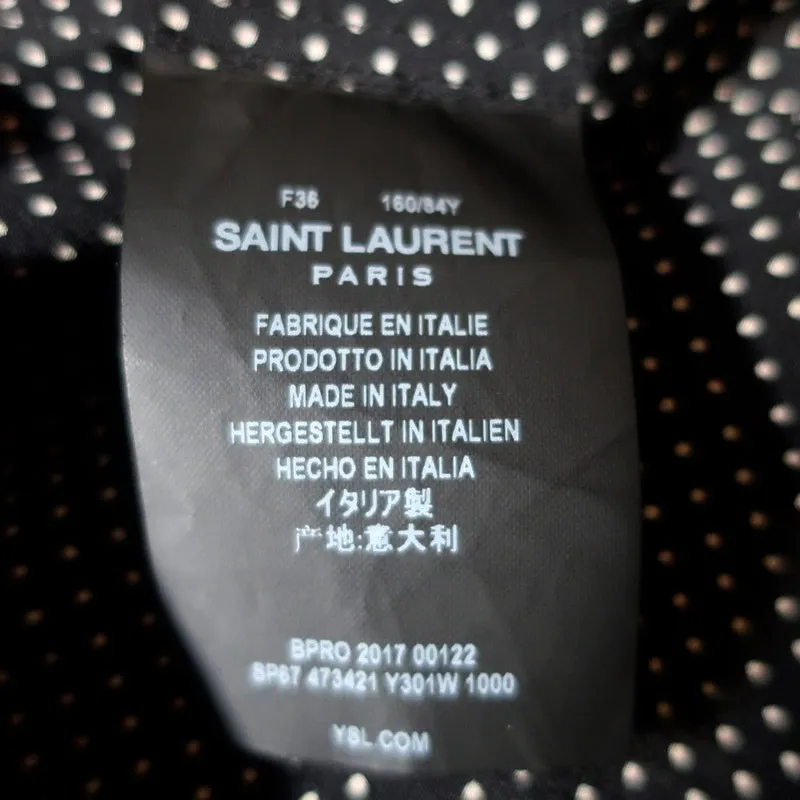 F36 160/84Y
SAINT LAURENT
PARIS
FABRIQUE EN ITALIE
PRODOTTO IN ITALIA
MADE IN ITALY
HERGESTELLT IN ITALIEN
HECHO EN ITALIA
イタリア製
产地:意大利
BPRO 2017 00122
BP67 473421 Y301W 1000
YSL.COM